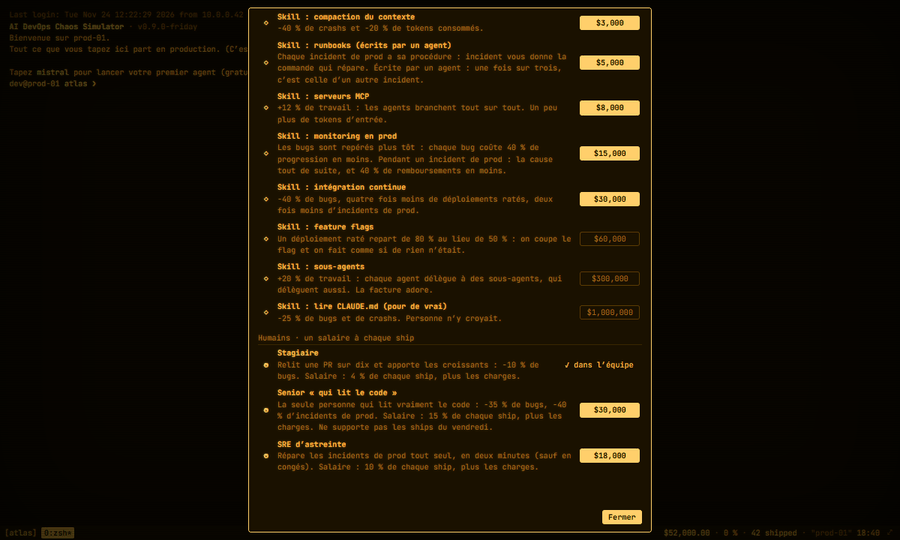 Last login: Tue Nov 24 13:22:29 2026 from 10.0.0.42
AI DevOps Chaos Simulator · v0.9.0-friday
Bienvenue sur prod-01.
Tout ce que vous tapez ici part en production. (C'es
Tapez mistral pour lancer votre premier agent (gratu
dev@prod-01 atlas ❯
Skill : compaction du contexte
-40 % de crashs et -20 % de tokens consommés.
$3,000
Skill : runbooks (écrits par un agent)
Chaque incident de prod a sa procédure : incident vous donne la
commande qui répare. Écrite par un agent : une fois sur trois,
c'est celle d'un autre incident.
$5,000
Skill : serveurs MCP
+12 % de travail : les agents branchent tout sur tout. Un peu
plus de tokens d'entrée.
$8,000
Skill : monitoring en prod
Les bugs sont repérés plus tôt : chaque bug coûte 40 % de
progression en moins. Pendant un incident de prod : la cause
tout de suite, et 40 % de remboursements en moins.
$15,000
Skill : intégration continue
-40 % de bugs, quatre fois moins de déploiements ratés, deux
fois moins d'incidents de prod.
$30,000
Skill : feature flags
Un déploiement raté repart de 80 % au lieu de 50 % : on coupe le
flag et on fait comme si de rien n'était.
$60,000
Skill : sous-agents
+20 % de travail : chaque agent délègue à des sous-agents, qui
délèguent aussi. La facture adore.
$300,000
Skill : lire CLAUDE.md (pour de vrai)
-25 % de bugs et de crashs. Personne n'y croyait.
$1,000,000
Humains · un salaire à chaque ship
Stagiaire
Relit une PR sur dix et apporte les croissants : -10 % de
bugs. Salaire : 4 % de chaque ship, plus les charges.
✓ dans l'équipe
Senior « qui lit le code »
La seule personne qui lit vraiment le code : -35 % de bugs, -40
% d'incidents de prod. Salaire : 15 % de chaque ship, plus les
charges. Ne supporte pas les ships du vendredi.
$30,000
SRE d'astreinte
Répare les incidents de prod tout seul, en deux minutes (sauf en
congés). Salaire : 10 % de chaque ship, plus les charges.
$18,000
Fermer
[atlas] 0:zsh*
$52,000.00 · 0 % · 42 shipped · "prod-01" 18:40